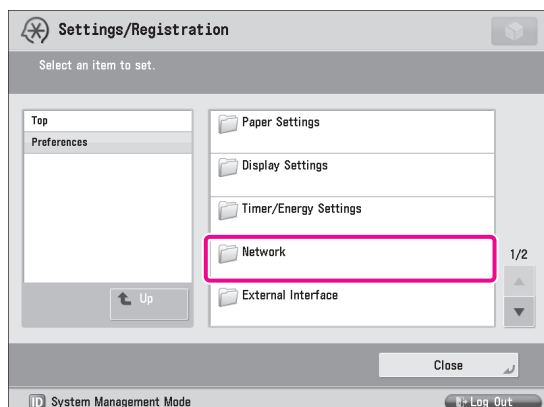 Settings/Registration
Select an item to set.
Top
Preferences
Up
Paper Settings
Display Settings
Timer/Energy Settings
Network
External Interface
1/2
Close
ID System Management Mode
Log Out